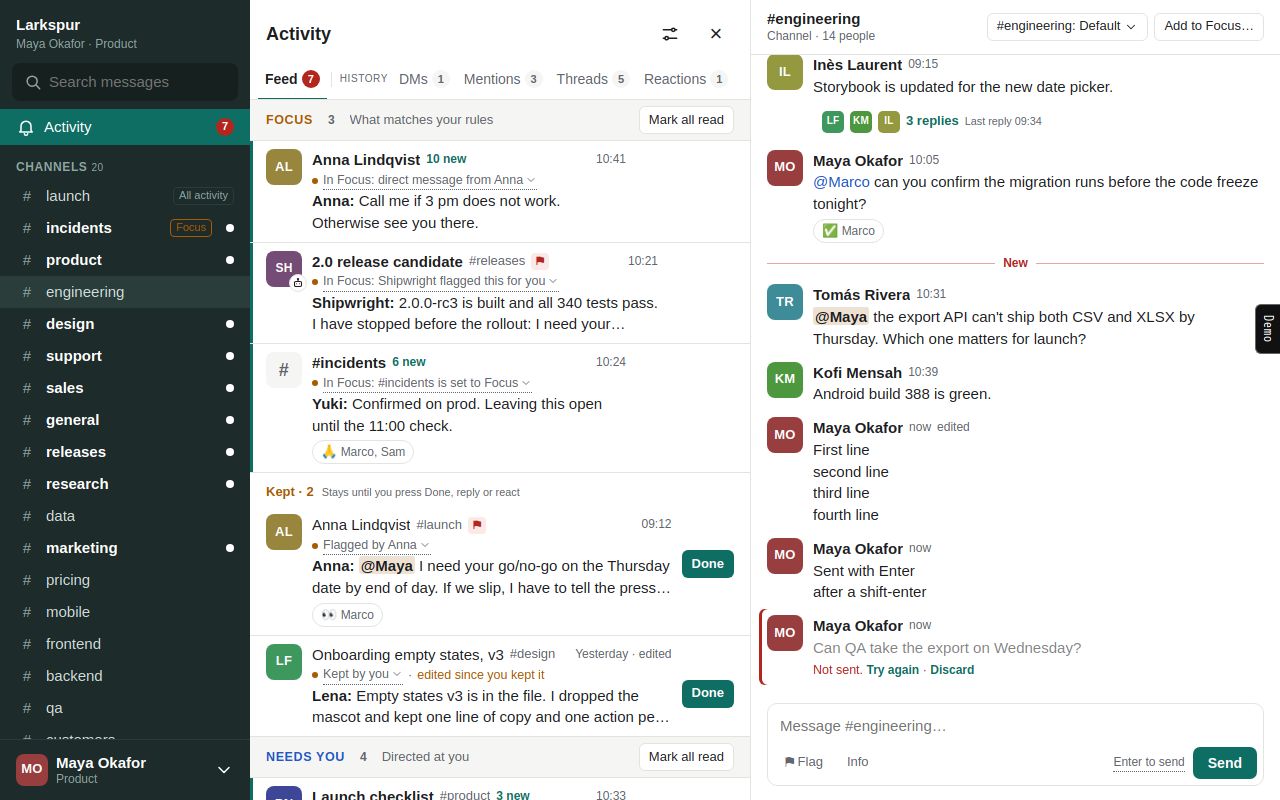 Larkspur
Maya Okafor · Product
Search messages
Activity
7
CHANNELS 20
# launch All activity
# incidents Focus
# product
# engineering
# design
# support
# sales
# general
# releases
# research
# data
# marketing
# pricing
# mobile
# frontend
# backend
# qa
# customers
MO
Maya Okafor
Product
Activity
Feed 7 HISTORY DMs 1 Mentions 3 Threads 5 Reactions 1
FOCUS 3 What matches your rules Mark all read
AL
Anna Lindqvist 10 new 10:41
In Focus: direct message from Anna
Anna: Call me if 3 pm does not work.
Otherwise see you there.
SH
2.0 release candidate #releases 10:21
In Focus: Shipwright flagged this for you
Shipwright: 2.0.0-rc3 is built and all 340 tests pass.
I have stopped before the rollout: I need your…
#
#incidents 6 new 10:24
In Focus: #incidents is set to Focus
Yuki: Confirmed on prod. Leaving this open
until the 11:00 check.
🙏 Marco, Sam
Kept · 2 Stays until you press Done, reply or react
AL
Anna Lindqvist #launch 09:12
Flagged by Anna
Anna: @Maya I need your go/no-go on the Thursday
date by end of day. If we slip, I have to tell the press…
Done
👀 Marco
LF
Onboarding empty states, v3 #design Yesterday · edited
Kept by you · edited since you kept it
Lena: Empty states v3 is in the file. I dropped the
mascot and kept one line of copy and one action pe…
Done
NEEDS YOU 4 Directed at you Mark all read
Launch checklist #product 3 new 10:33
#engineering
Channel · 14 people
#engineering: Default
Add to Focus…
IL
Inès Laurent 09:15
Storybook is updated for the new date picker.
LF KM IL 3 replies Last reply 09:34
MO
Maya Okafor 10:05
@Marco can you confirm the migration runs before the code freeze
tonight?
✅ Marco
New
TR
Tomás Rivera 10:31
@Maya the export API can't ship both CSV and XLSX by
Thursday. Which one matters for launch?
KM
Kofi Mensah 10:39
Android build 388 is green.
MO
Maya Okafor now edited
First line
second line
third line
fourth line
MO
Maya Okafor now
Sent with Enter
after a shift-enter
MO
Maya Okafor now
Can QA take the export on Wednesday?
Not sent. Try again · Discard
Message #engineering…
Flag Info Enter to send Send
Demo